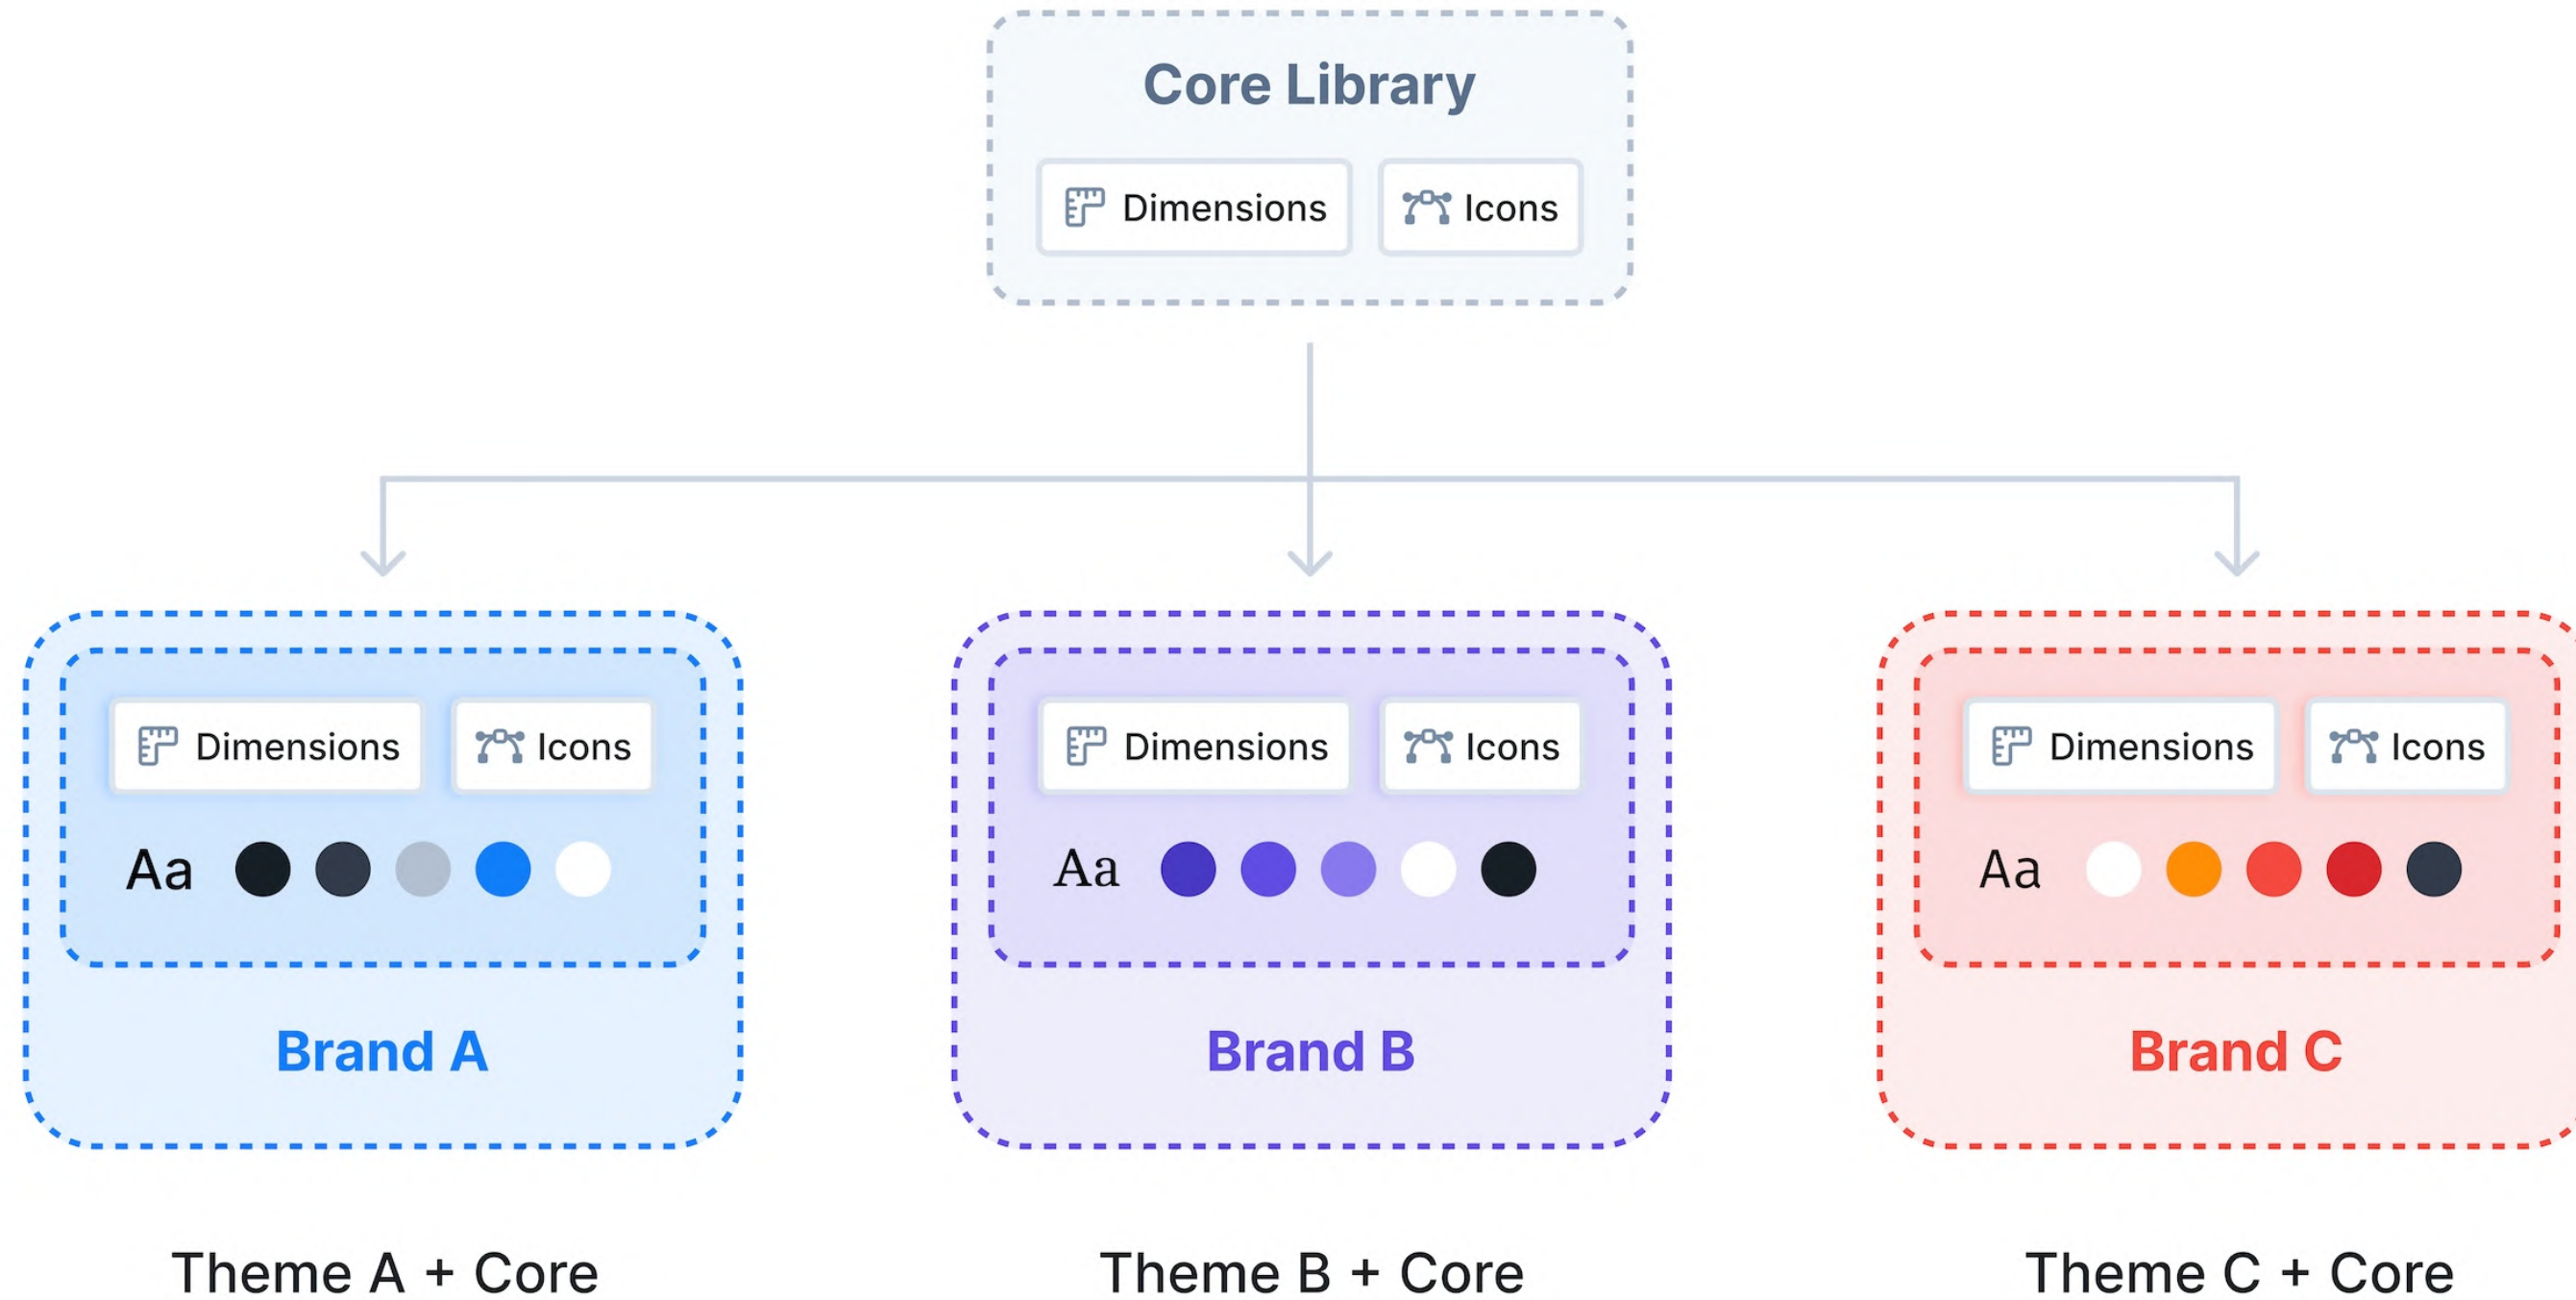 Core Library
Dimensions
Icons
Dimensions
Icons
Aa
Brand A
Theme A + Core
Dimensions
Icons
Aa
Brand B
Theme B + Core
Dimensions
Icons
Aa
Brand C
Theme C + Core